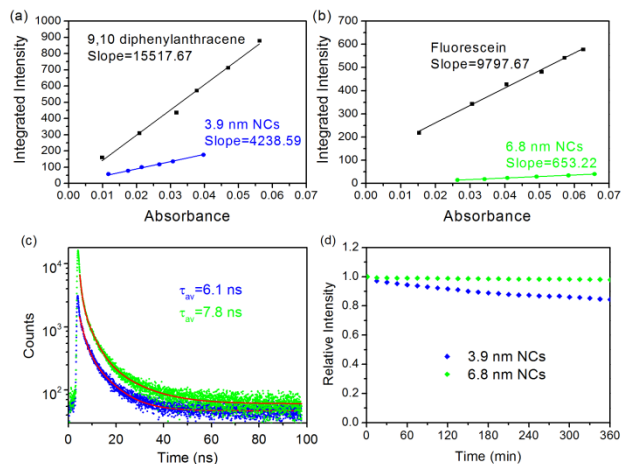 (a)
1000
900
800
700
600
500
400
300
200
100
0
Integrated Intensity
9,10 diphenylanthracene
Slope=15517.67
3.9 nm NCs
Slope=4238.59
0.00 0.01 0.02 0.03 0.04 0.05 0.06 0.07
Absorbance
(b)
700
600
500
400
300
200
100
0
Integrated Intensity
Fluorescein
Slope=9797.67
6.8 nm NCs
Slope=653.22
0.00 0.01 0.02 0.03 0.04 0.05 0.06 0.07
Absorbance
(c)
10⁴
10³
10²
Counts
τav=6.1 ns
τav=7.8 ns
0 20 40 60 80 100
Time (ns)
(d)
1.4
1.2
1.0
0.8
0.6
0.4
0.2
0.0
Relative Intensity
3.9 nm NCs
6.8 nm NCs
0 60 120 180 240 300 360
Time (min)